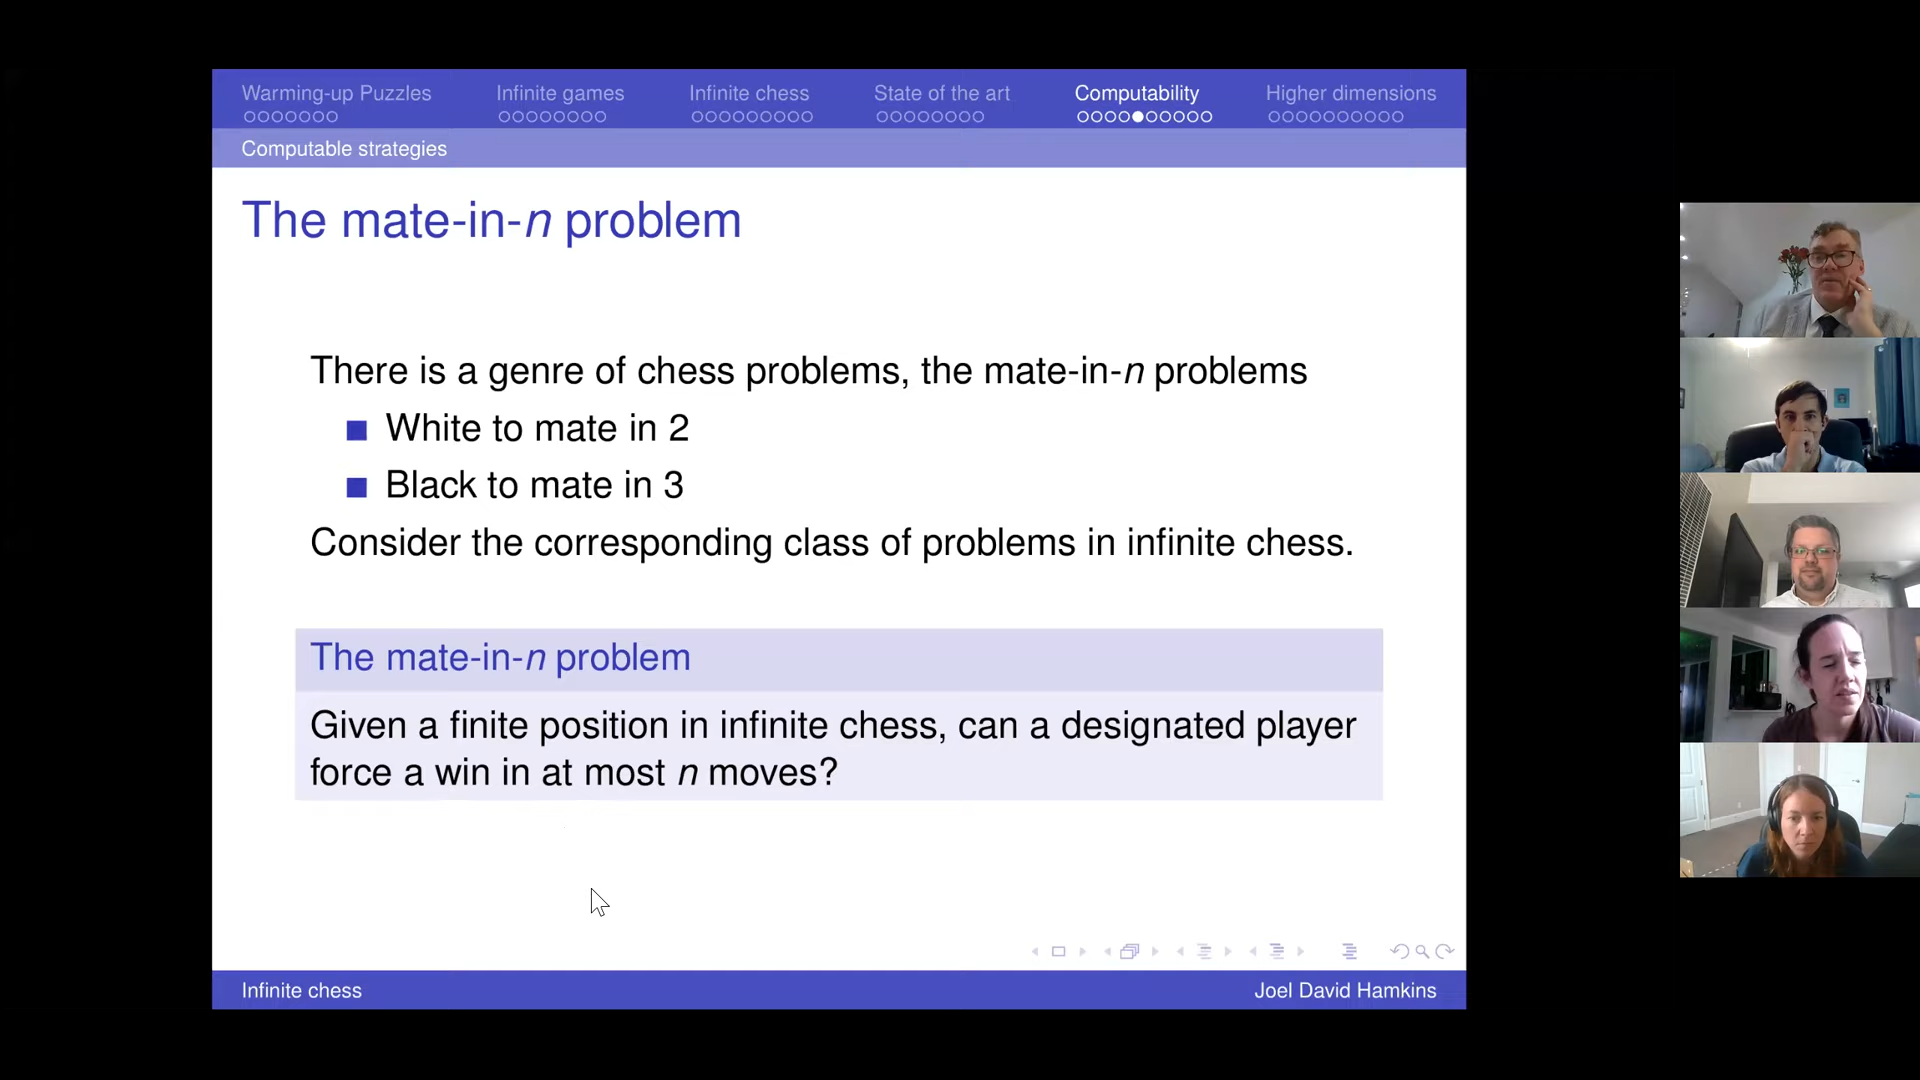 Warming-up Puzzles Infinite games Infinite chess State of the art Computability Higher dimensions
Computable strategies
The mate-in-n problem
There is a genre of chess problems, the mate-in-n problems
White to mate in 2
Black to mate in 3
Consider the corresponding class of problems in infinite chess.
The mate-in-n problem
Given a finite position in infinite chess, can a designated player
force a win in at most n moves?
Infinite chess Joel David Hamkins